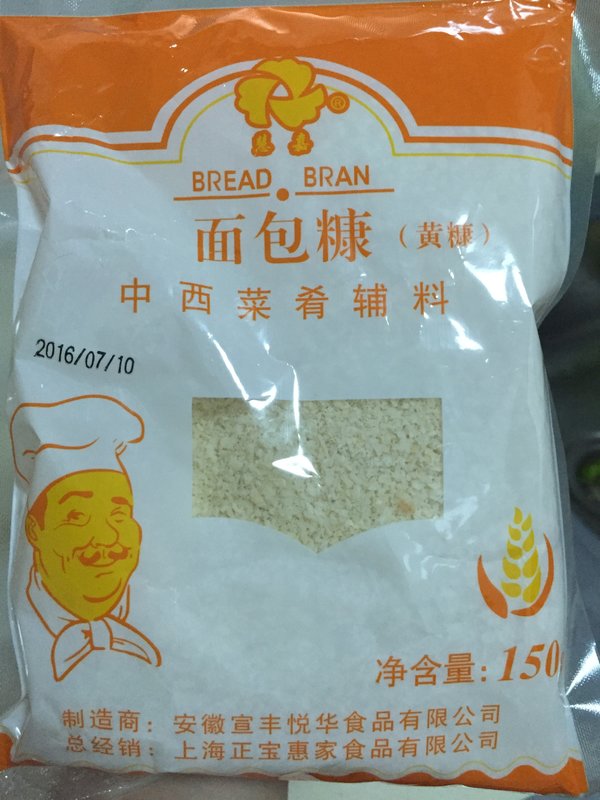 ®
BREAD BRAN
面包糠（黄糠）
中西菜肴辅料
2016/07/10
净含量：150
制造商：安徽宣丰悦华食品有限公司
总经销：上海正宝惠家食品有限公司